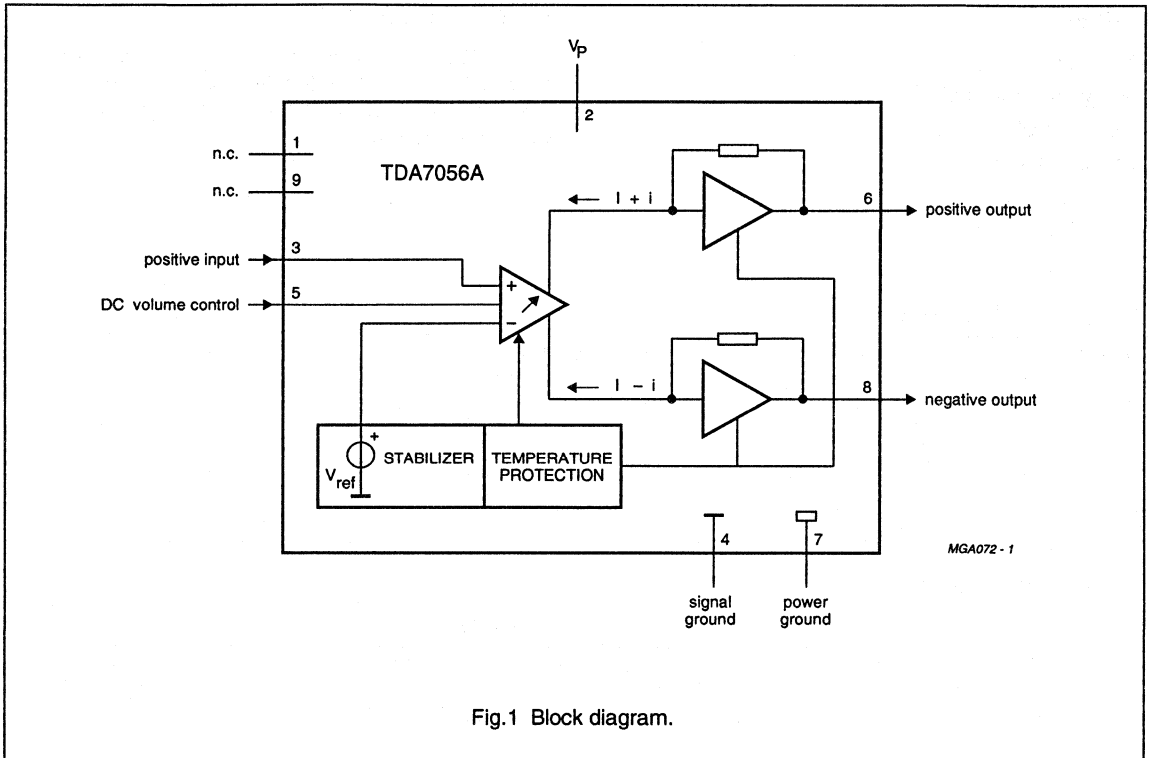 V_P
2
n.c. 1
TDA7056A
n.c. 9
I + i
6 positive output
positive input 3
+
DC volume control 5
−
I − i
8 negative output
+
STABILIZER
V_ref
TEMPERATURE
PROTECTION
4
7
MGA072 - 1
signal
ground
power
ground
Fig.1 Block diagram.